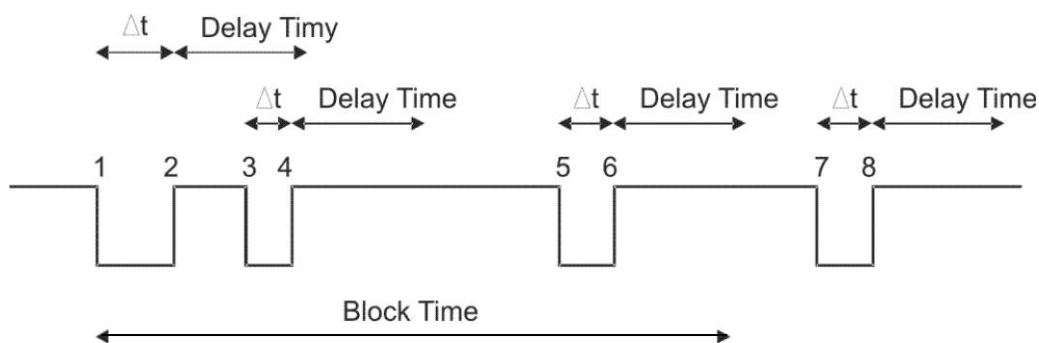 Δt Delay Timy
Δt Delay Time Δt Delay Time Δt Delay Time
1 2 3 4 5 6 7 8
Block Time